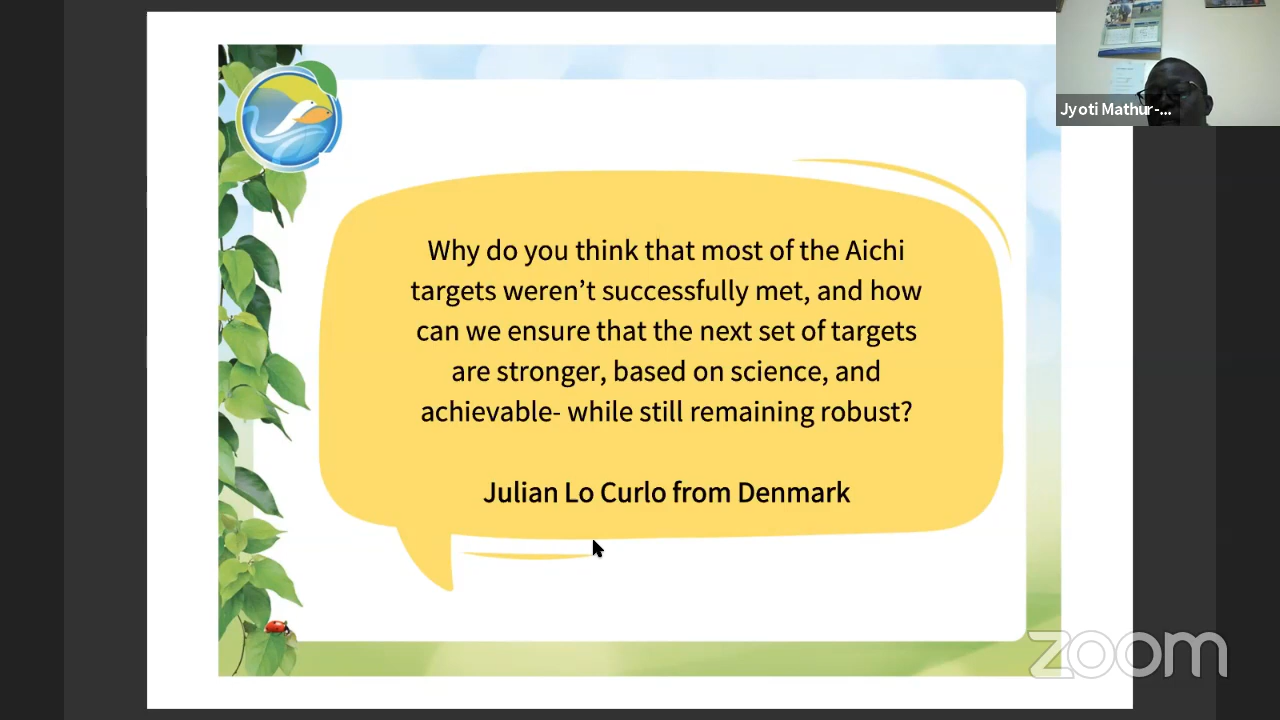 Jyoti Mathur-...
Why do you think that most of the Aichi
targets weren’t successfully met, and how
can we ensure that the next set of targets
are stronger, based on science, and
achievable- while still remaining robust?
Julian Lo Curlo from Denmark
zoom